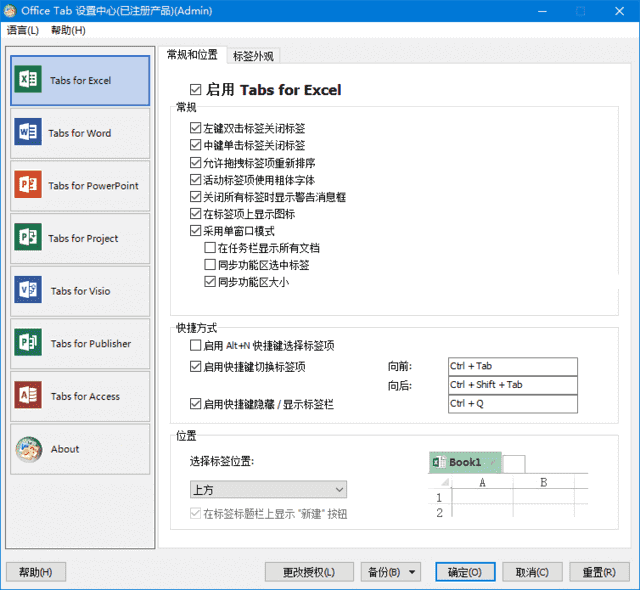 Office Tab 设置中心(已注册产品)(Admin)
语言(L) 帮助(H)
Tabs for Excel
Tabs for Word
Tabs for PowerPoint
Tabs for Project
Tabs for Visio
Tabs for Publisher
Tabs for Access
About
常规和位置 标签外观
启用 Tabs for Excel
常规
左键双击标签关闭标签
中键单击标签关闭标签
允许拖拽标签项重新排序
活动标签项使用粗体字体
关闭所有标签时显示警告消息框
在标签项上显示图标
采用单窗口模式
在任务栏显示所有文档
同步功能区选中标签
同步功能区大小
快捷方式
启用 Alt+N 快捷键选择标签项
启用快捷键切换标签项 向前: Ctrl + Tab
向后: Ctrl + Shift + Tab
启用快捷键隐藏 / 显示标签栏 Ctrl + Q
位置
选择标签位置:
上方
在标签标题栏上显示 "新建" 按钮
Book1
A B
1
2
帮助(H) 更改授权(L) 备份(B) 确定(O) 取消(C) 重置(R)